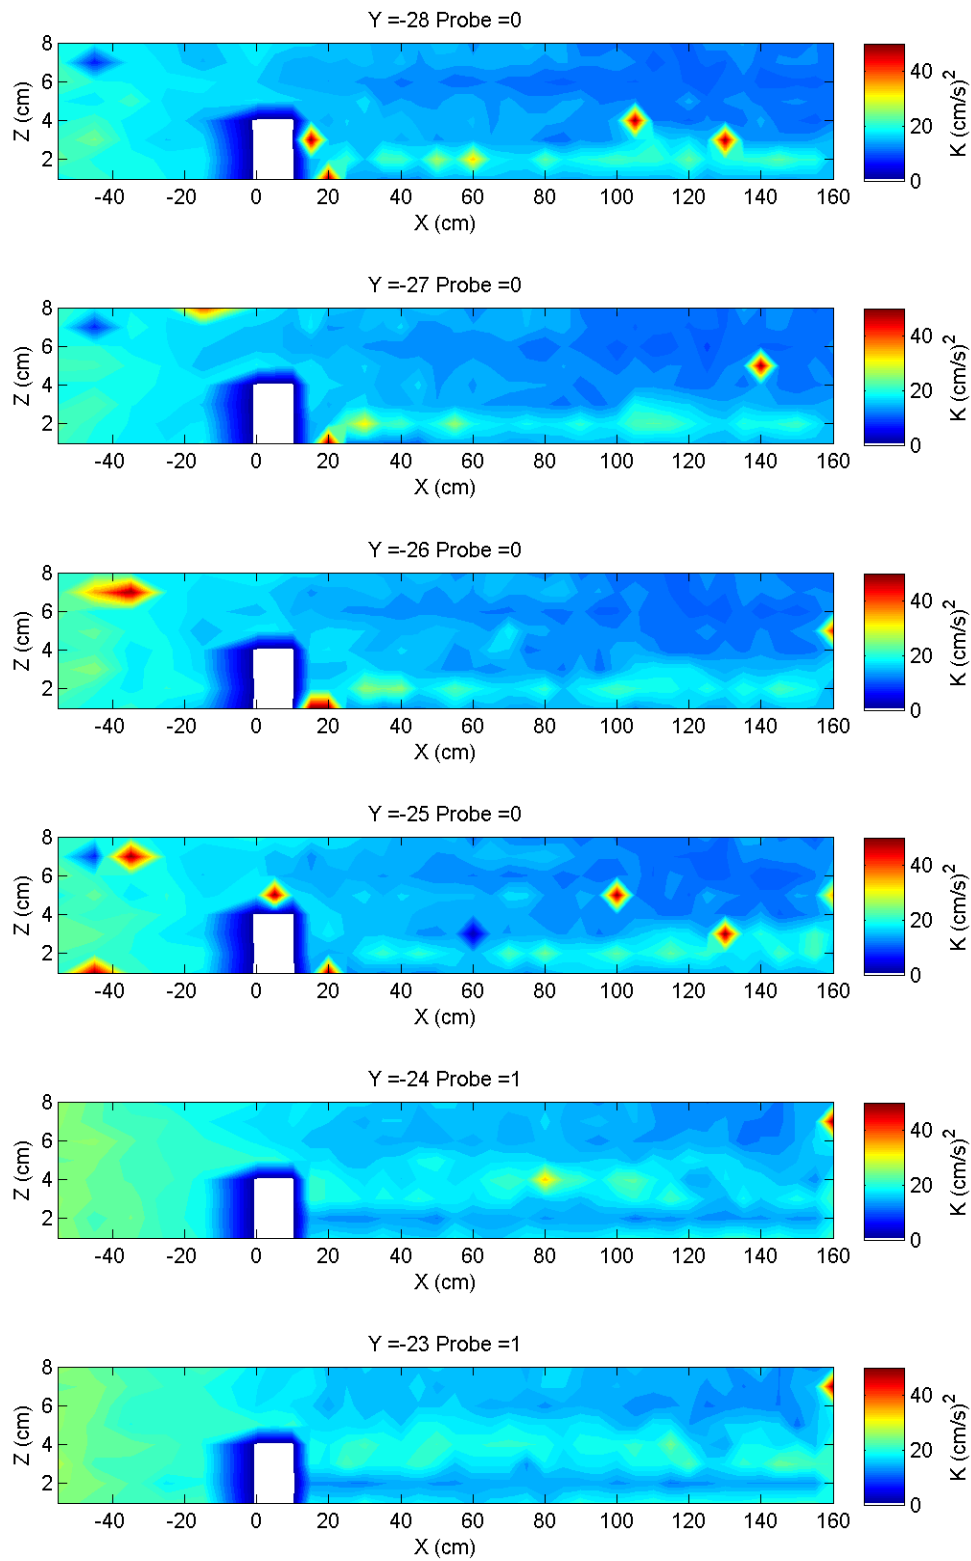 Y =-28 Probe =0
8
6
4
2
Z (cm)
-40 -20 0 20 40 60 80 100 120 140 160
X (cm)
40
20
0
K (cm/s)²
Y =-27 Probe =0
8
6
4
2
Z (cm)
-40 -20 0 20 40 60 80 100 120 140 160
X (cm)
40
20
0
K (cm/s)²
Y =-26 Probe =0
8
6
4
2
Z (cm)
-40 -20 0 20 40 60 80 100 120 140 160
X (cm)
40
20
0
K (cm/s)²
Y =-25 Probe =0
8
6
4
2
Z (cm)
-40 -20 0 20 40 60 80 100 120 140 160
X (cm)
40
20
0
K (cm/s)²
Y =-24 Probe =1
8
6
4
2
Z (cm)
-40 -20 0 20 40 60 80 100 120 140 160
X (cm)
40
20
0
K (cm/s)²
Y =-23 Probe =1
8
6
4
2
Z (cm)
-40 -20 0 20 40 60 80 100 120 140 160
X (cm)
40
20
0
K (cm/s)²